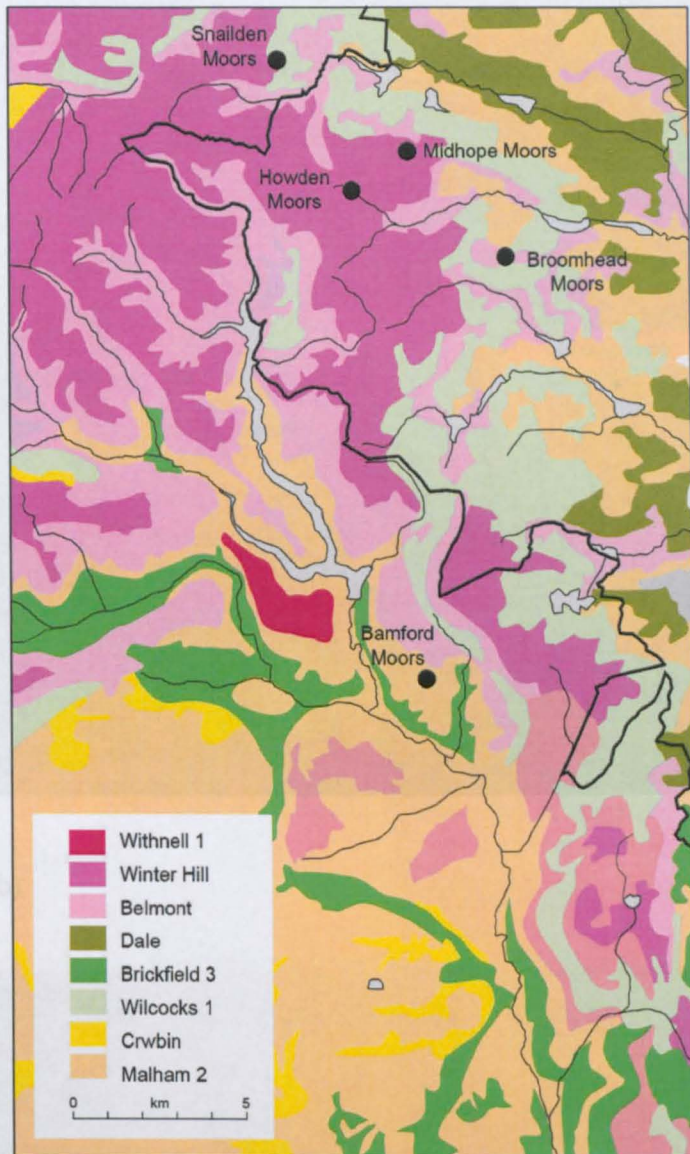 Snailden
Moors
Midhope Moors
Howden
Moors
Broomhead
Moors
Bamford
Moors
Withnell 1
Winter Hill
Belmont
Dale
Brickfield 3
Wilcocks 1
Crwbin
Malham 2
0 km 5